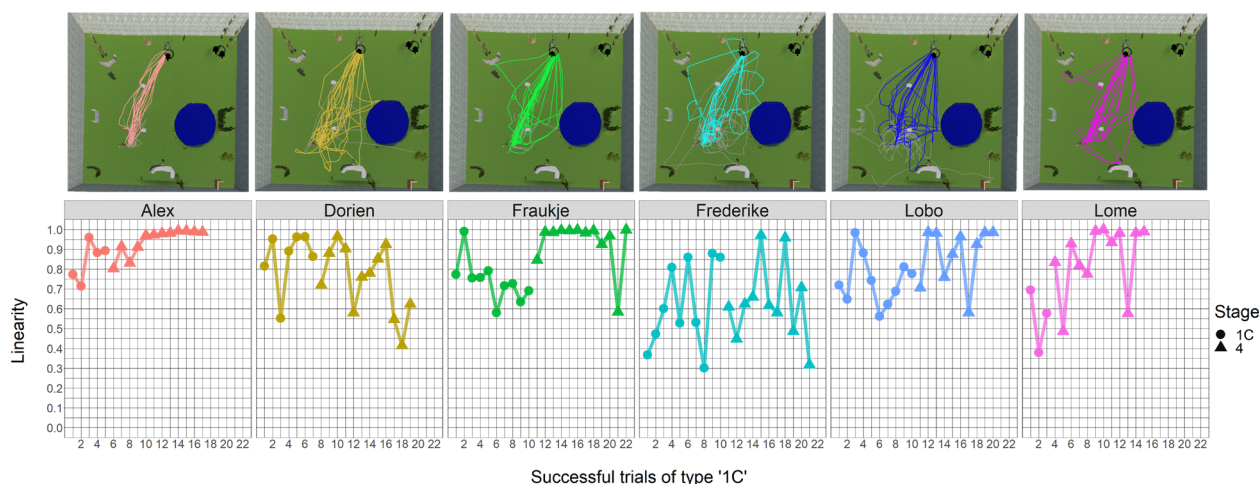 Alex Dorien Fraukje Frederike Lobo Lome
1.0
0.9
0.8
0.7
0.6
0.5
0.4
0.3
0.2
0.1
0.0
Linearity
Stage
1C
4
2 4 6 8 10 12 14 16 18 20 22 2 4 6 8 10 12 14 16 18 20 22 2 4 6 8 10 12 14 16 18 20 22 2 4 6 8 10 12 14 16 18 20 22 2 4 6 8 10 12 14 16 18 20 22 2 4 6 8 10 12 14 16 18 20 22
Successful trials of type '1C'